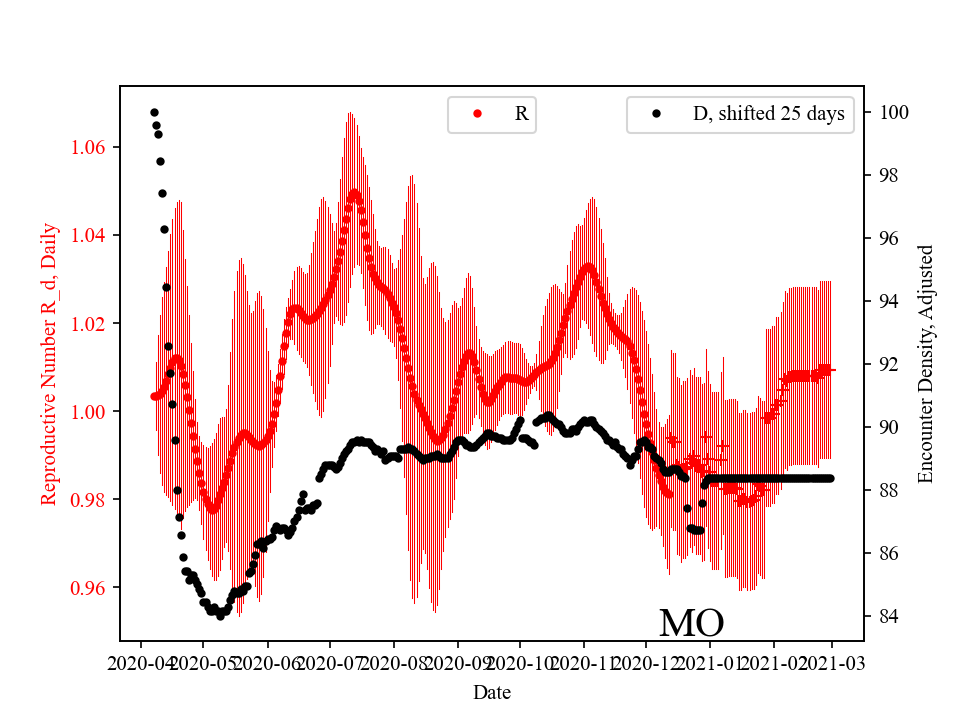 R
D, shifted 25 days
Reproductive Number R_d, Daily
1.06
1.04
1.02
1.00
0.98
0.96
100
98
96
94
92
90
88
86
84
Encounter Density, Adjusted
MO
2020-04 2020-05 2020-06 2020-07 2020-08 2020-09 2020-10 2020-11 2020-12 2021-01 2021-02 2021-03
Date